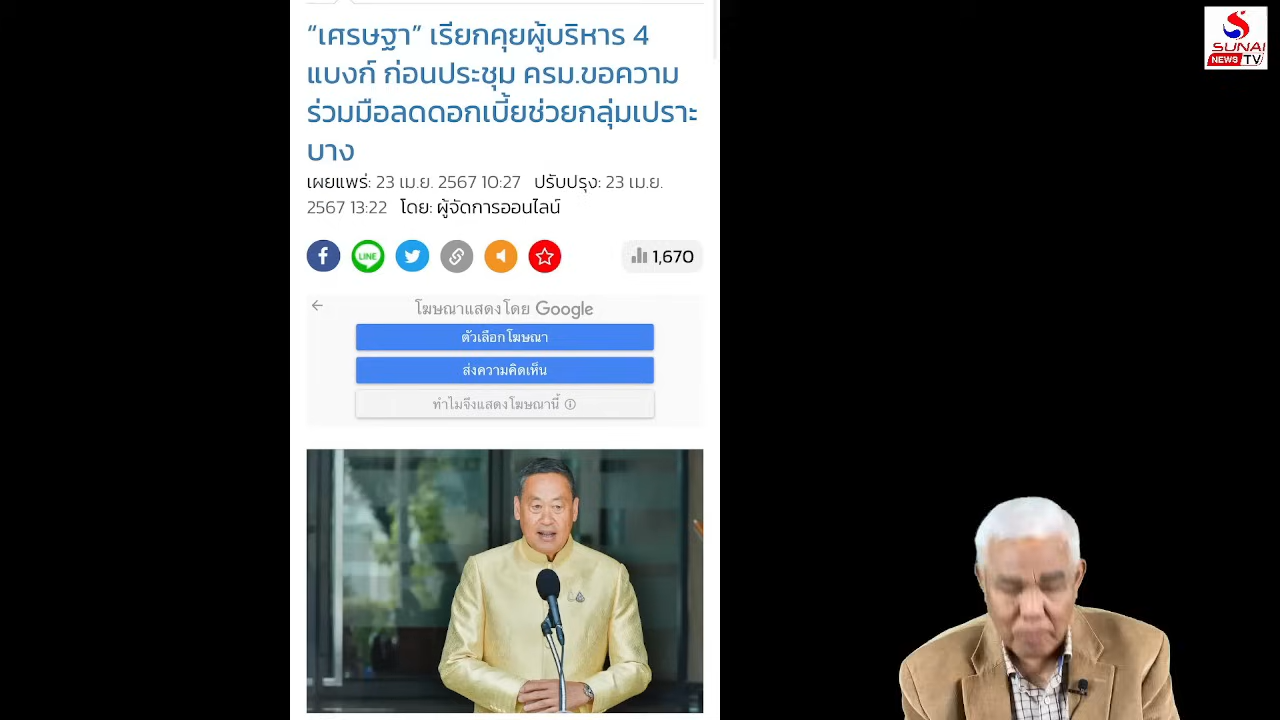 “เศรษฐา” เรียกคุยผู้บริหาร 4
แบงก์ ก่อนประชุม ครม.ขอความ
ร่วมมือลดดอกเบี้ยช่วยกลุ่มเปราะ
บาง
เผยแพร่: 23 เม.ย. 2567 10:27 ปรับปรุง: 23 เม.ย.
2567 13:22 โดย: ผู้จัดการออนไลน์
LINE
1,670
โฆษณาแสดงโดย Google
ตัวเลือกโฆษณา
ส่งความคิดเห็น
ทำไมจึงแสดงโฆษณานี้
SUNAI
NEWS TV